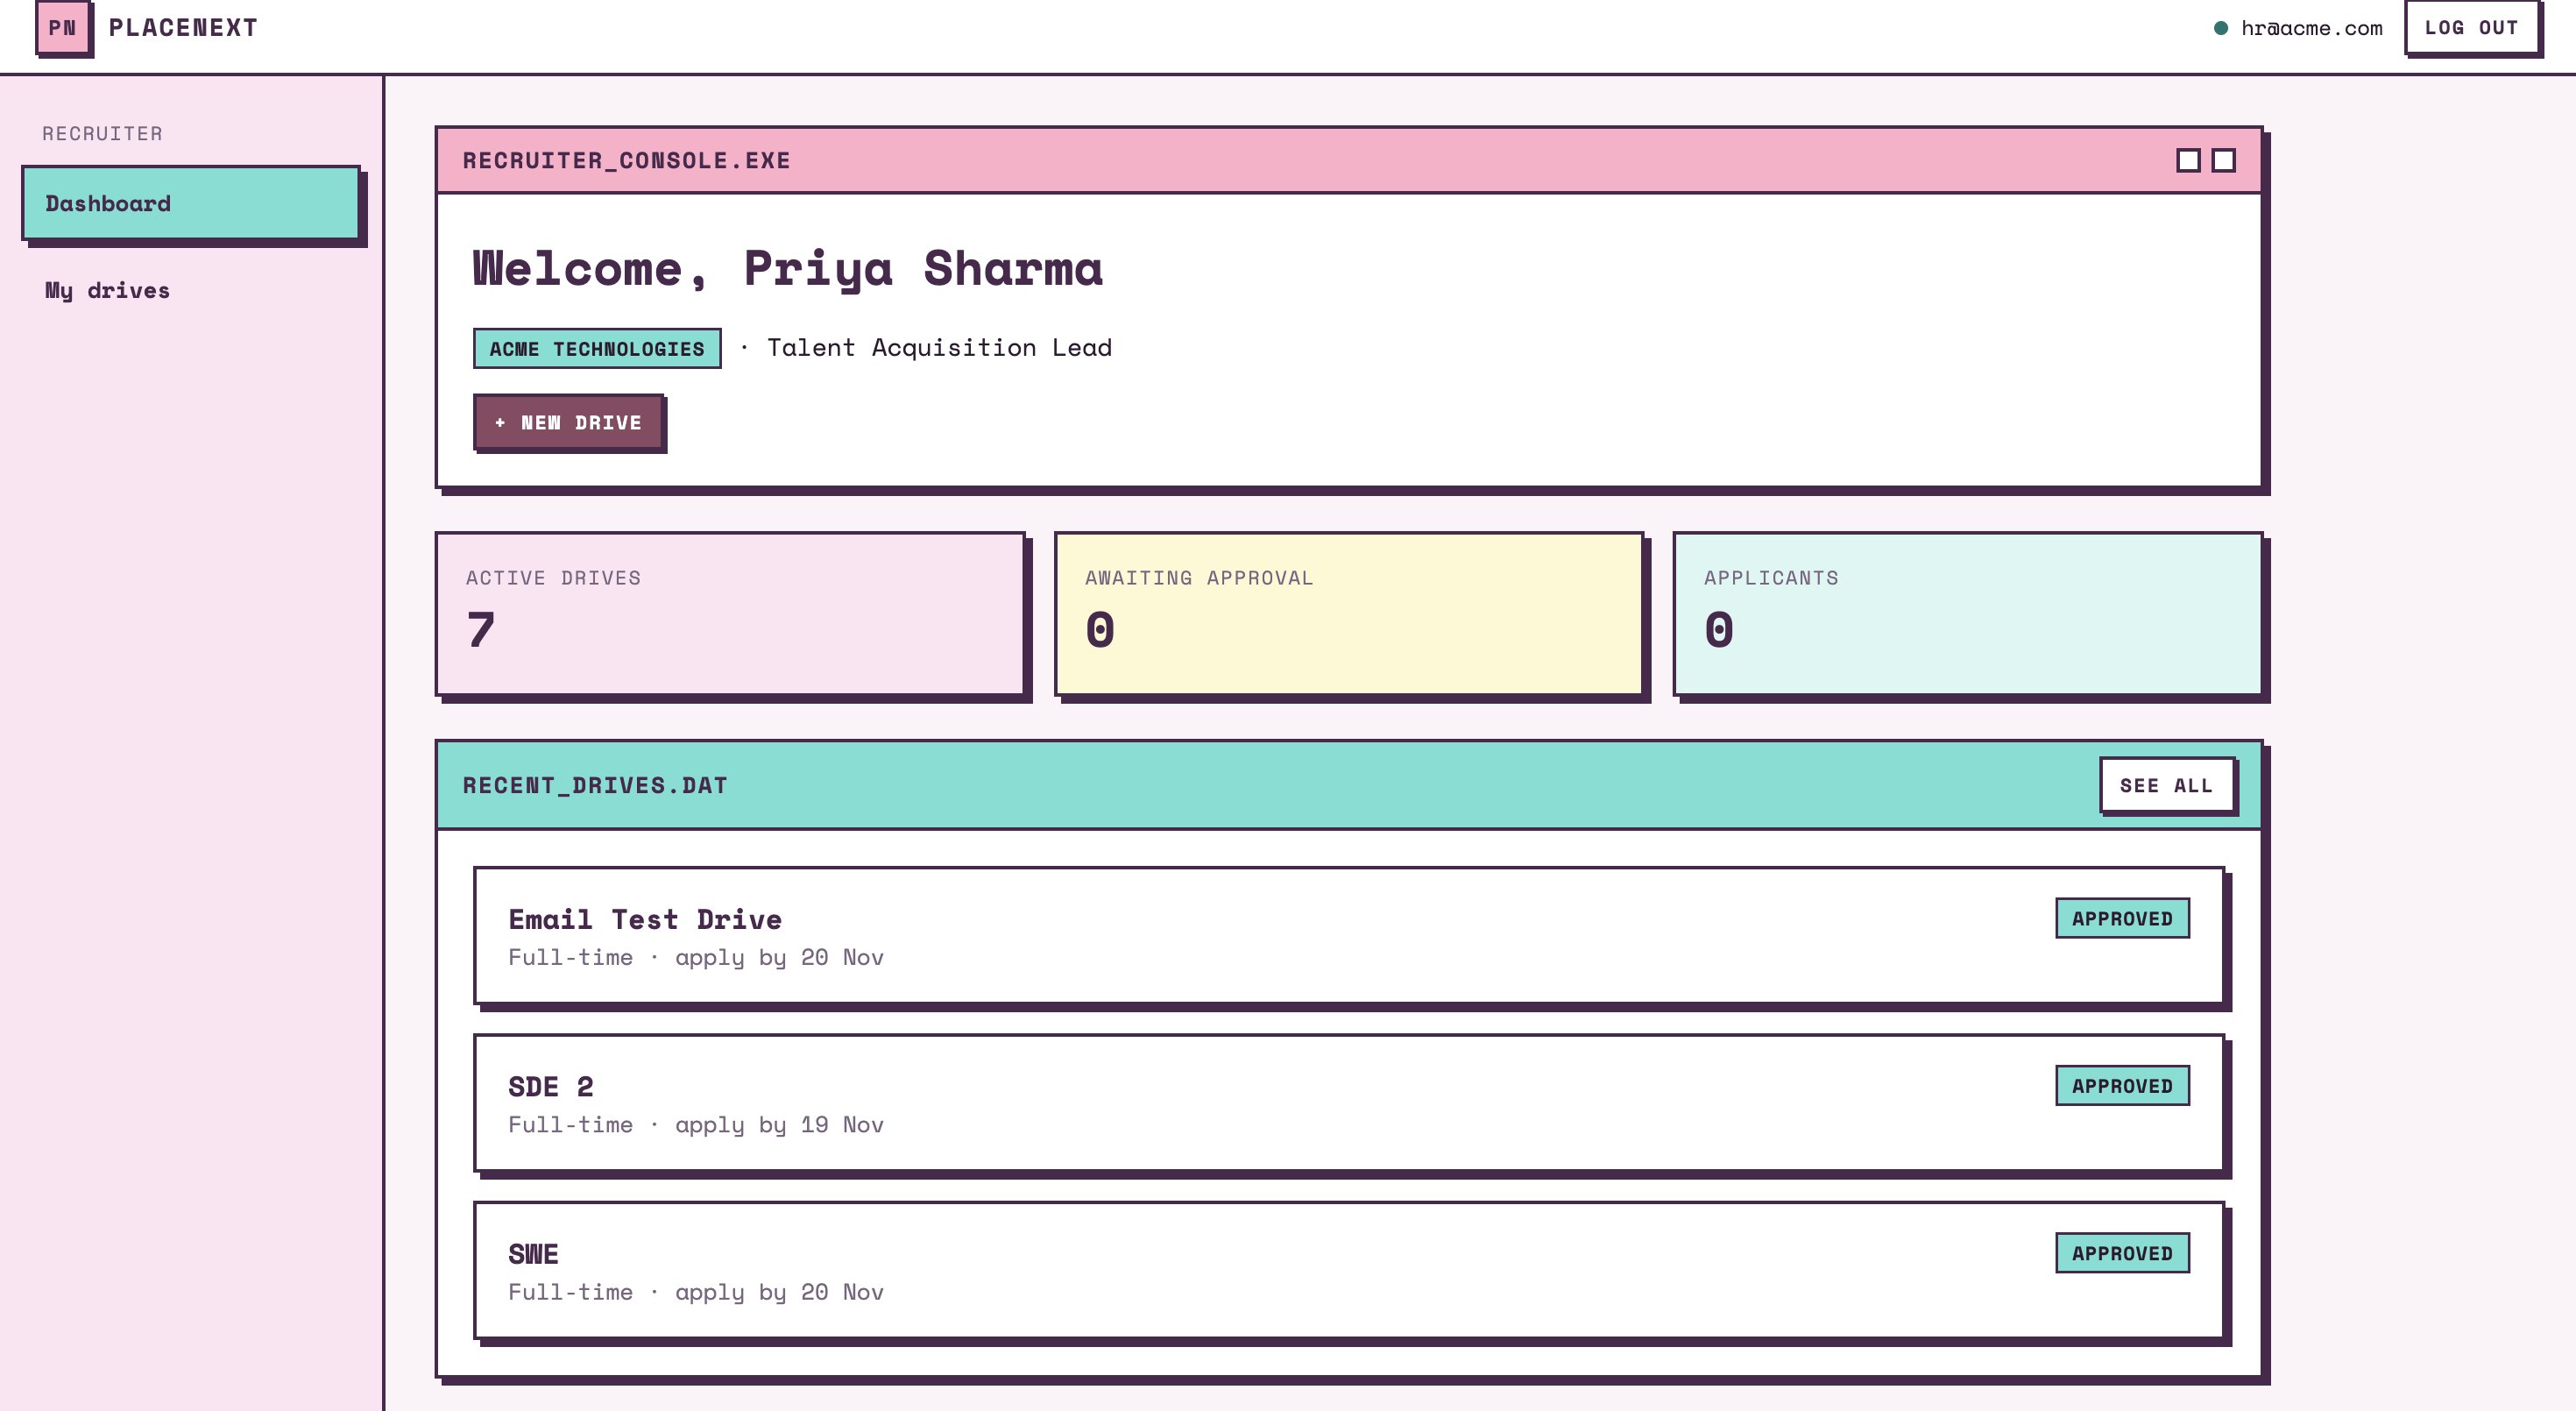 PN PLACENEXT hr@acme.com LOG OUT
RECRUITER
Dashboard
My drives
RECRUITER_CONSOLE.EXE
Welcome, Priya Sharma
ACME TECHNOLOGIES · Talent Acquisition Lead
+ NEW DRIVE
ACTIVE DRIVES
7
AWAITING APPROVAL
0
APPLICANTS
0
RECENT_DRIVES.DAT SEE ALL
Email Test Drive APPROVED
Full-time · apply by 20 Nov
SDE 2 APPROVED
Full-time · apply by 19 Nov
SWE APPROVED
Full-time · apply by 20 Nov